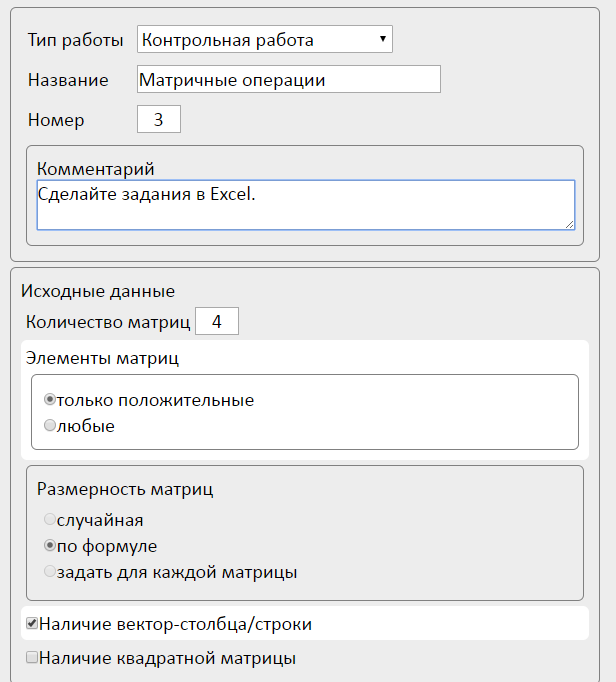 Тип работы Контрольная работа
Название Матричные операции
Номер 3
Комментарий
Сделайте задания в Excel.
Исходные данные
Количество матриц 4
Элементы матриц
только положительные
любые
Размерность матриц
случайная
по формуле
задать для каждой матрицы
Наличие вектор-столбца/строки
Наличие квадратной матрицы